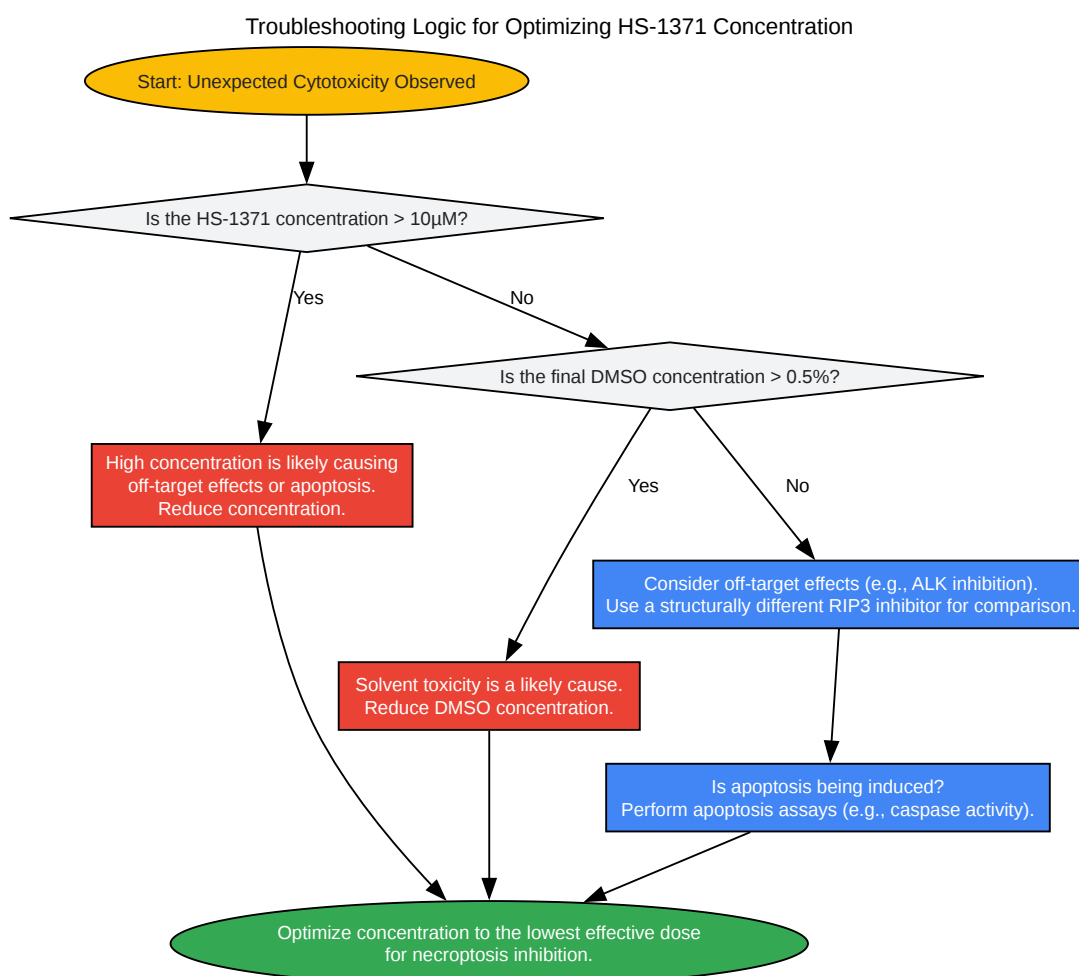 Troubleshooting Logic for Optimizing HS-1371 Concentration
Start: Unexpected Cytotoxicity Observed
Is the HS-1371 concentration > 10µM?
Yes
No
Is the final DMSO concentration > 0.5%?
High concentration is likely causing
off-target effects or apoptosis.
Reduce concentration.
Yes
No
Consider off-target effects (e.g., ALK inhibition).
Use a structurally different RIP3 inhibitor for comparison.
Solvent toxicity is a likely cause.
Reduce DMSO concentration.
Is apoptosis being induced?
Perform apoptosis assays (e.g., caspase activity).
Optimize concentration to the lowest effective dose
for necroptosis inhibition.